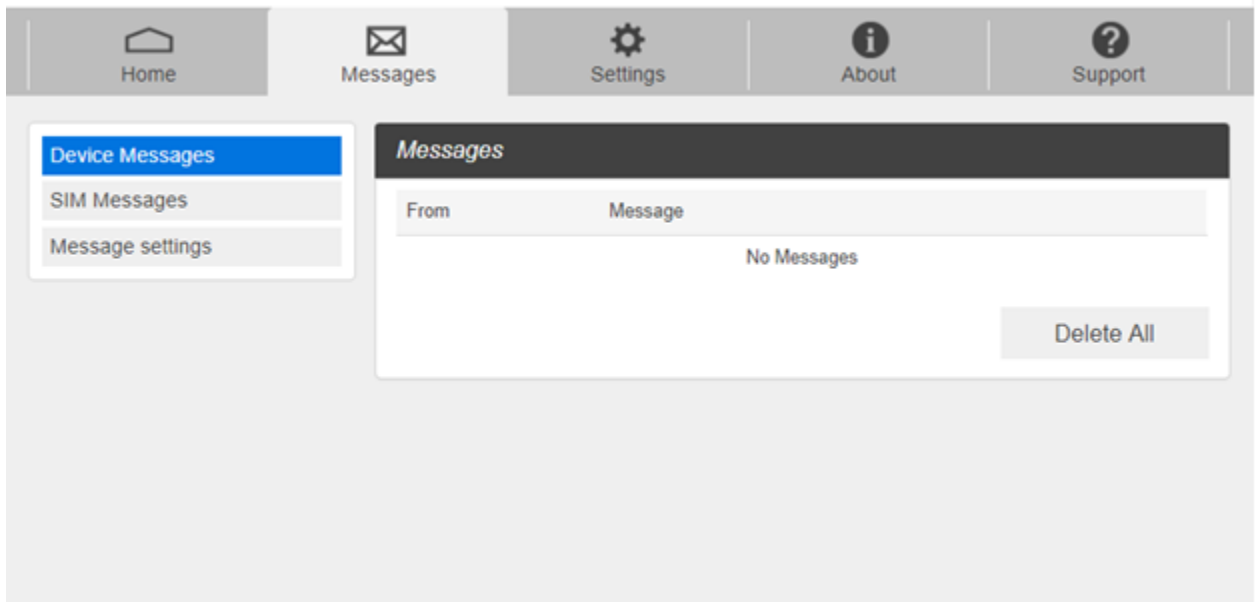 Home
Messages
Settings
About
Support
Device Messages
SIM Messages
Message settings
Messages
From Message
No Messages
Delete All